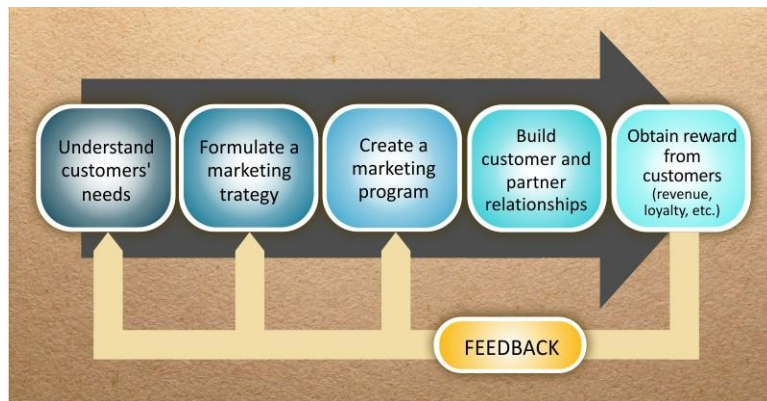 Understand
customers'
needs
Formulate a
marketing
trategy
Create a
marketing
program
Build
customer and
partner
relationships
Obtain reward
from
customers
(revenue,
loyalty, etc.)
FEEDBACK